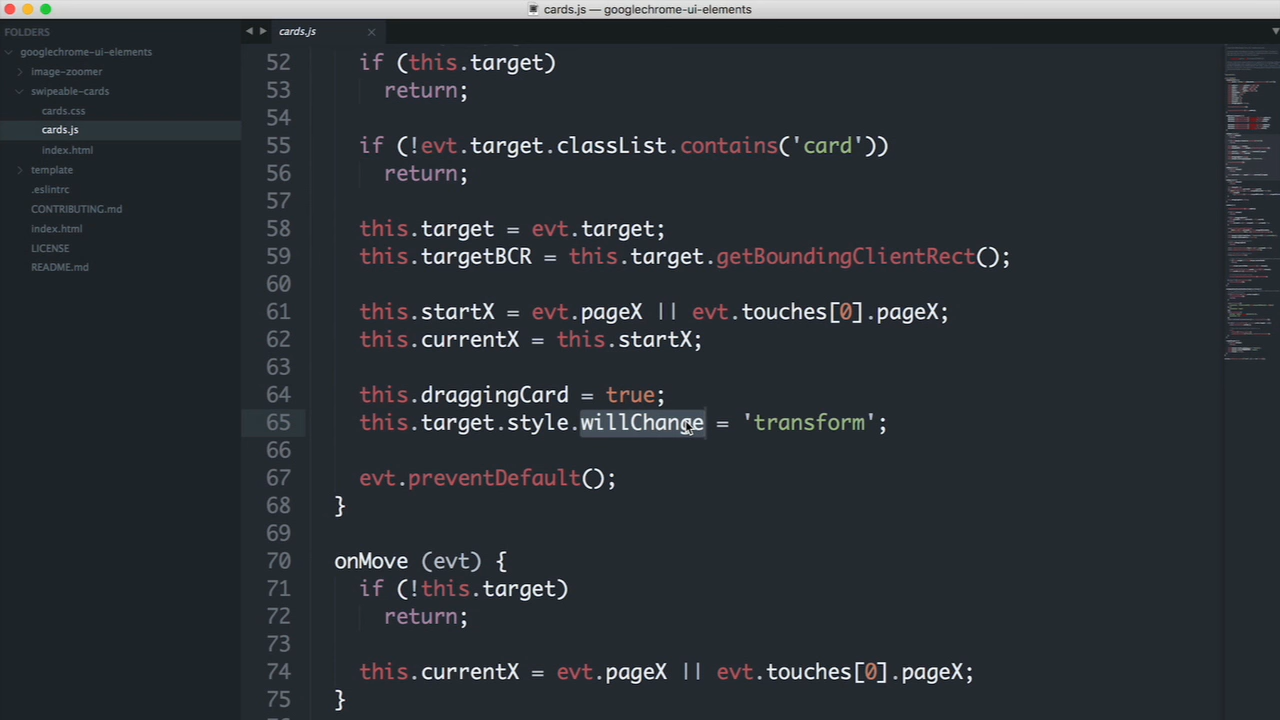 cards.js — googlechrome-ui-elements
FOLDERS
googlechrome-ui-elements
image-zoomer
swipeable-cards
cards.css
cards.js
index.html
template
.eslintrc
CONTRIBUTING.md
index.html
LICENSE
README.md
cards.js
52 if (this.target)
53 return;
54
55 if (!evt.target.classList.contains('card'))
56 return;
57
58 this.target = evt.target;
59 this.targetBCR = this.target.getBoundingClientRect();
60
61 this.startX = evt.pageX || evt.touches[0].pageX;
62 this.currentX = this.startX;
63
64 this.draggingCard = true;
65 this.target.style.willChange = 'transform';
66
67 evt.preventDefault();
68 }
69
70 onMove (evt) {
71 if (!this.target)
72 return;
73
74 this.currentX = evt.pageX || evt.touches[0].pageX;
75 }